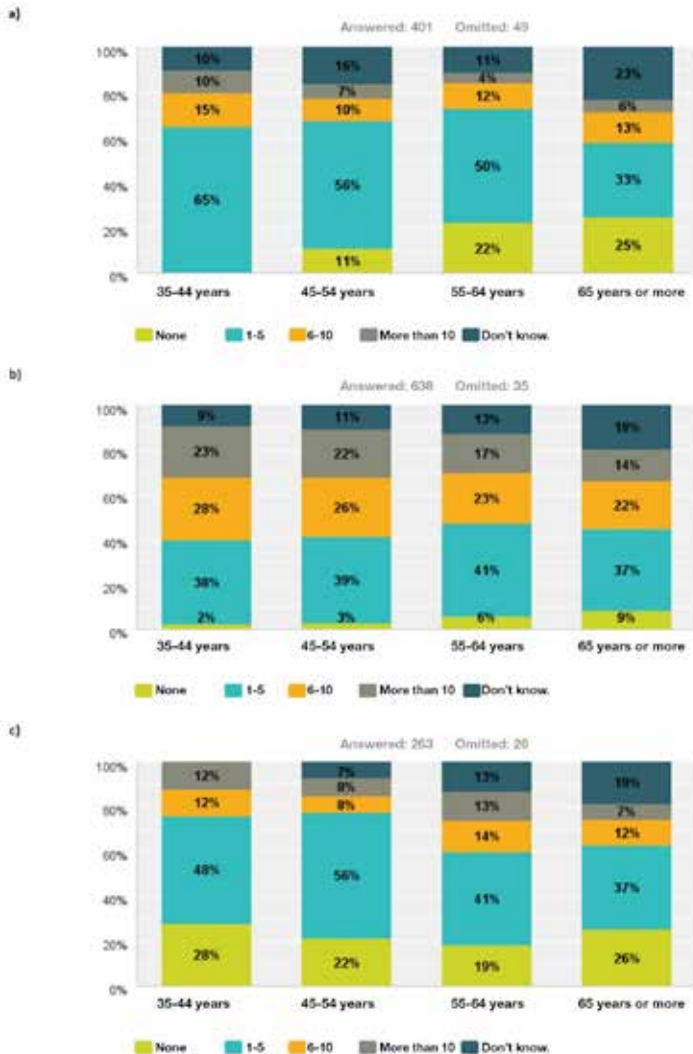 a)
Answered: 401 Omitted: 49
100% 10% 16% 11% 23%
80% 10% 7% 4% 6%
15% 10% 12% 13%
60%
40% 65% 56% 50% 33%
20%
0% 11% 22% 25%
35-44 years 45-54 years 55-64 years 65 years or more
None 1-5 6-10 More than 10 Don't know.
b)
Answered: 638 Omitted: 35
100% 9% 11% 13% 19%
80% 23% 22% 17% 14%
60% 28% 26% 23% 22%
40%
20% 38% 39% 41% 37%
0% 2% 3% 6% 9%
35-44 years 45-54 years 55-64 years 65 years or more
None 1-5 6-10 More than 10 Don't know.
c)
Answered: 263 Omitted: 26
100% 12% 7% 13% 19%
80% 12% 8% 13% 7%
8% 14% 12%
60%
40% 48% 56% 41% 37%
20%
0% 28% 22% 19% 26%
35-44 years 45-54 years 55-64 years 65 years or more
None 1-5 6-10 More than 10 Don't know.